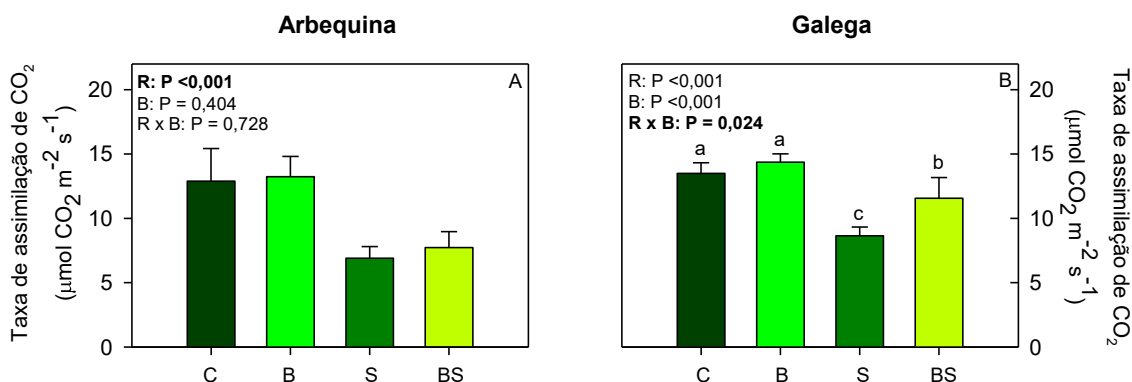 Arbequina
Galega
Taxa de assimilação de CO2
(μmol CO2 m-2 s-1)
20
15
10
5
0
R: P <0,001
B: P = 0,404
R x B: P = 0,728
A
C B S BS
R: P <0,001
B: P <0,001
R x B: P = 0,024
B
a
a
c
b
C B S BS
20
15
10
5
0
Taxa de assimilação de CO2
(μmol CO2 m-2 s-1)